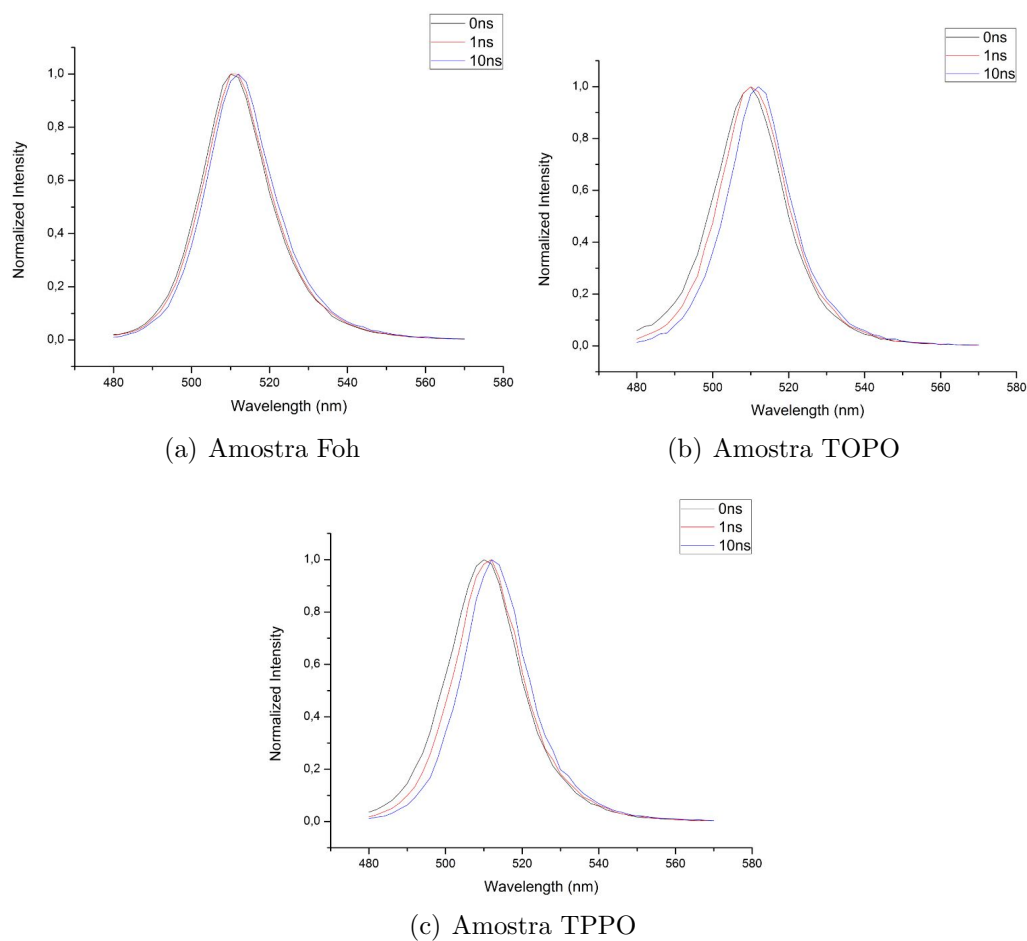 0ns
1ns
10ns
1,0
0,8
0,6
0,4
0,2
0,0
Normalized Intensity
480 500 520 540 560 580
Wavelength (nm)
(a) Amostra Foh
0ns
1ns
10ns
1,0
0,8
0,6
0,4
0,2
0,0
Normalized Intensity
480 500 520 540 560 580
Wavelength (nm)
(b) Amostra TOPO
0ns
1ns
10ns
1,0
0,8
0,6
0,4
0,2
0,0
Normalized Intensity
480 500 520 540 560 580
Wavelength (nm)
(c) Amostra TPPO